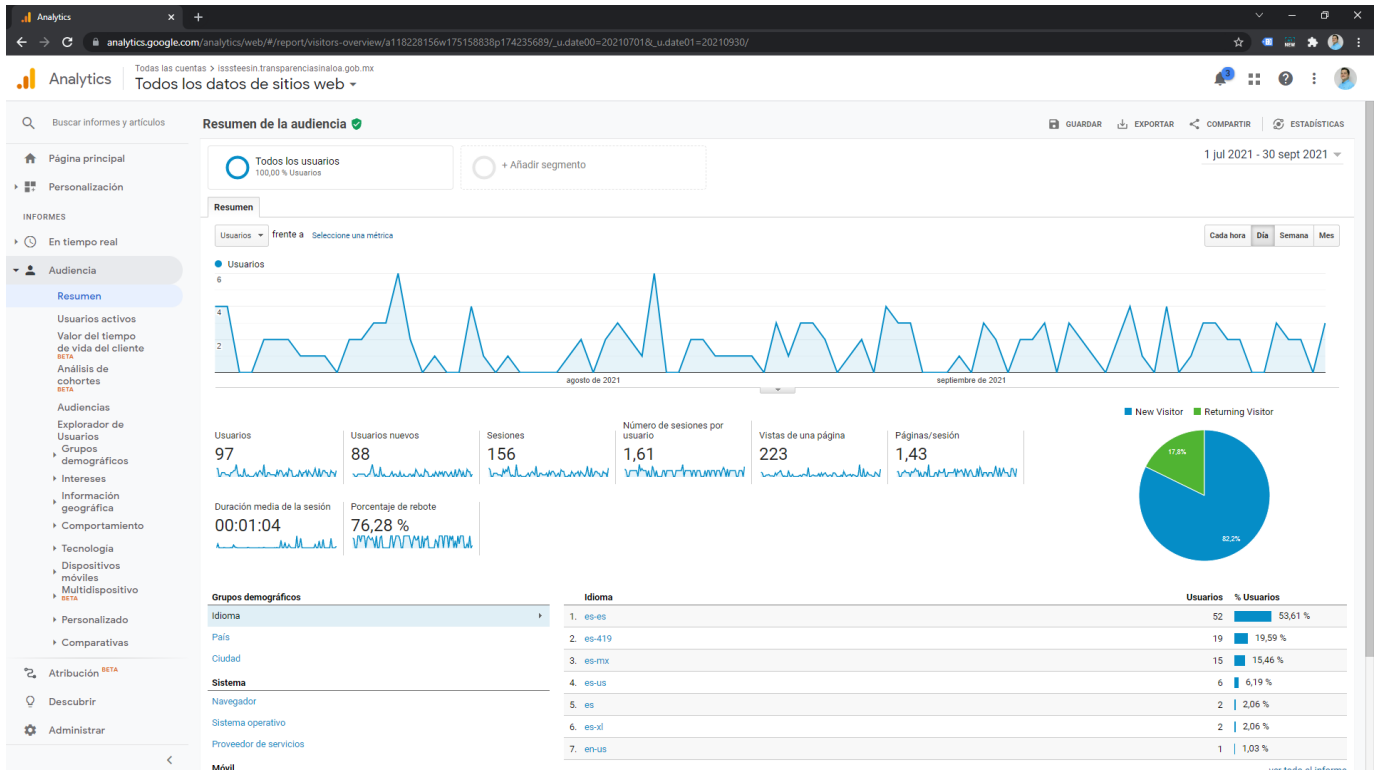 Analytics
analytics.google.com/analytics/web/#/report/visitors-overview/a118228156w175158838p174235689/_u.date00=20210701&_u.date01=20210930/
NEW
Analytics
Todas las cuentas > isssteesin.transparenciasinaloa.gob.mx
Todos los datos de sitios web
3
Buscar informes y artículos
Página principal
Personalización
INFORMES
En tiempo real
Audiencia
Resumen
Usuarios activos
Valor del tiempo
de vida del cliente
BETA
Análisis de
cohortes
BETA
Audiencias
Explorador de
Usuarios
Grupos
demográficos
Intereses
Información
geográfica
Comportamiento
Tecnología
Dispositivos
móviles
Multidispositivo
BETA
Personalizado
Comparativas
Atribución BETA
Descubrir
Administrar
Resumen de la audiencia
GUARDAR
EXPORTAR
COMPARTIR
ESTADÍSTICAS
Todos los usuarios
100,00 % Usuarios
+ Añadir segmento
1 jul 2021 - 30 sept 2021
Resumen
Usuarios frente a Seleccione una métrica
Cada hora Día Semana Mes
Usuarios
6
4
2
agosto de 2021
septiembre de 2021
New Visitor Returning Visitor
17,8%
82,2%
Usuarios
97
Usuarios nuevos
88
Sesiones
156
Número de sesiones por
usuario
1,61
Vistas de una página
223
Páginas/sesión
1,43
Duración media de la sesión
00:01:04
Porcentaje de rebote
76,28 %
Grupos demográficos
Idioma
País
Ciudad
Sistema
Navegador
Sistema operativo
Proveedor de servicios
Móvil
Idioma Usuarios % Usuarios
1. es-es 52 53,61 %
2. es-419 19 19,59 %
3. es-mx 15 15,46 %
4. es-us 6 6,19 %
5. es 2 2,06 %
6. es-xl 2 2,06 %
7. en-us 1 1,03 %
ver todo el informe